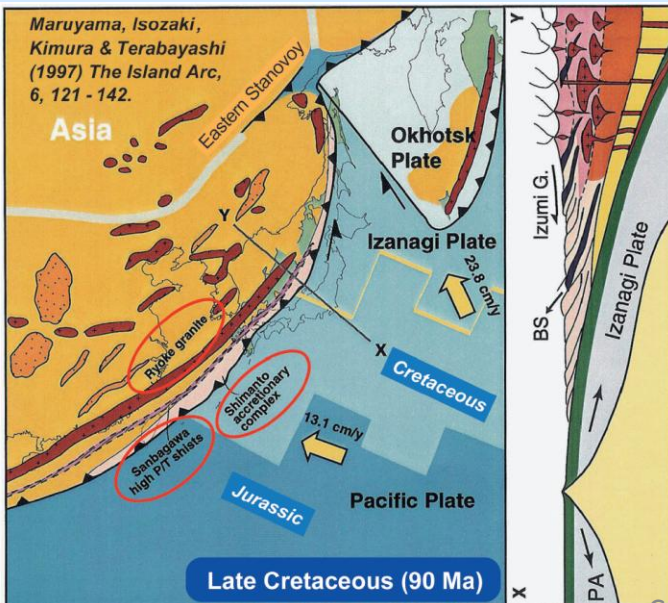 Maruyama, Isozaki,
Kimura & Terabayashi
(1997) The Island Arc,
6, 121 - 142.
Asia
Eastern Stanovoy
Okhotsk
Plate
Y
Izanagi Plate
23.8 cm/y
X
Ryoke granite
Cretaceous
Shimanto
accretionary
complex
13.1 cm/y
Sanbagawa
high P/T shists
Jurassic
Pacific Plate
Late Cretaceous (90 Ma)
Y
Izumi G.
BS
Izanagi Plate
X
PA